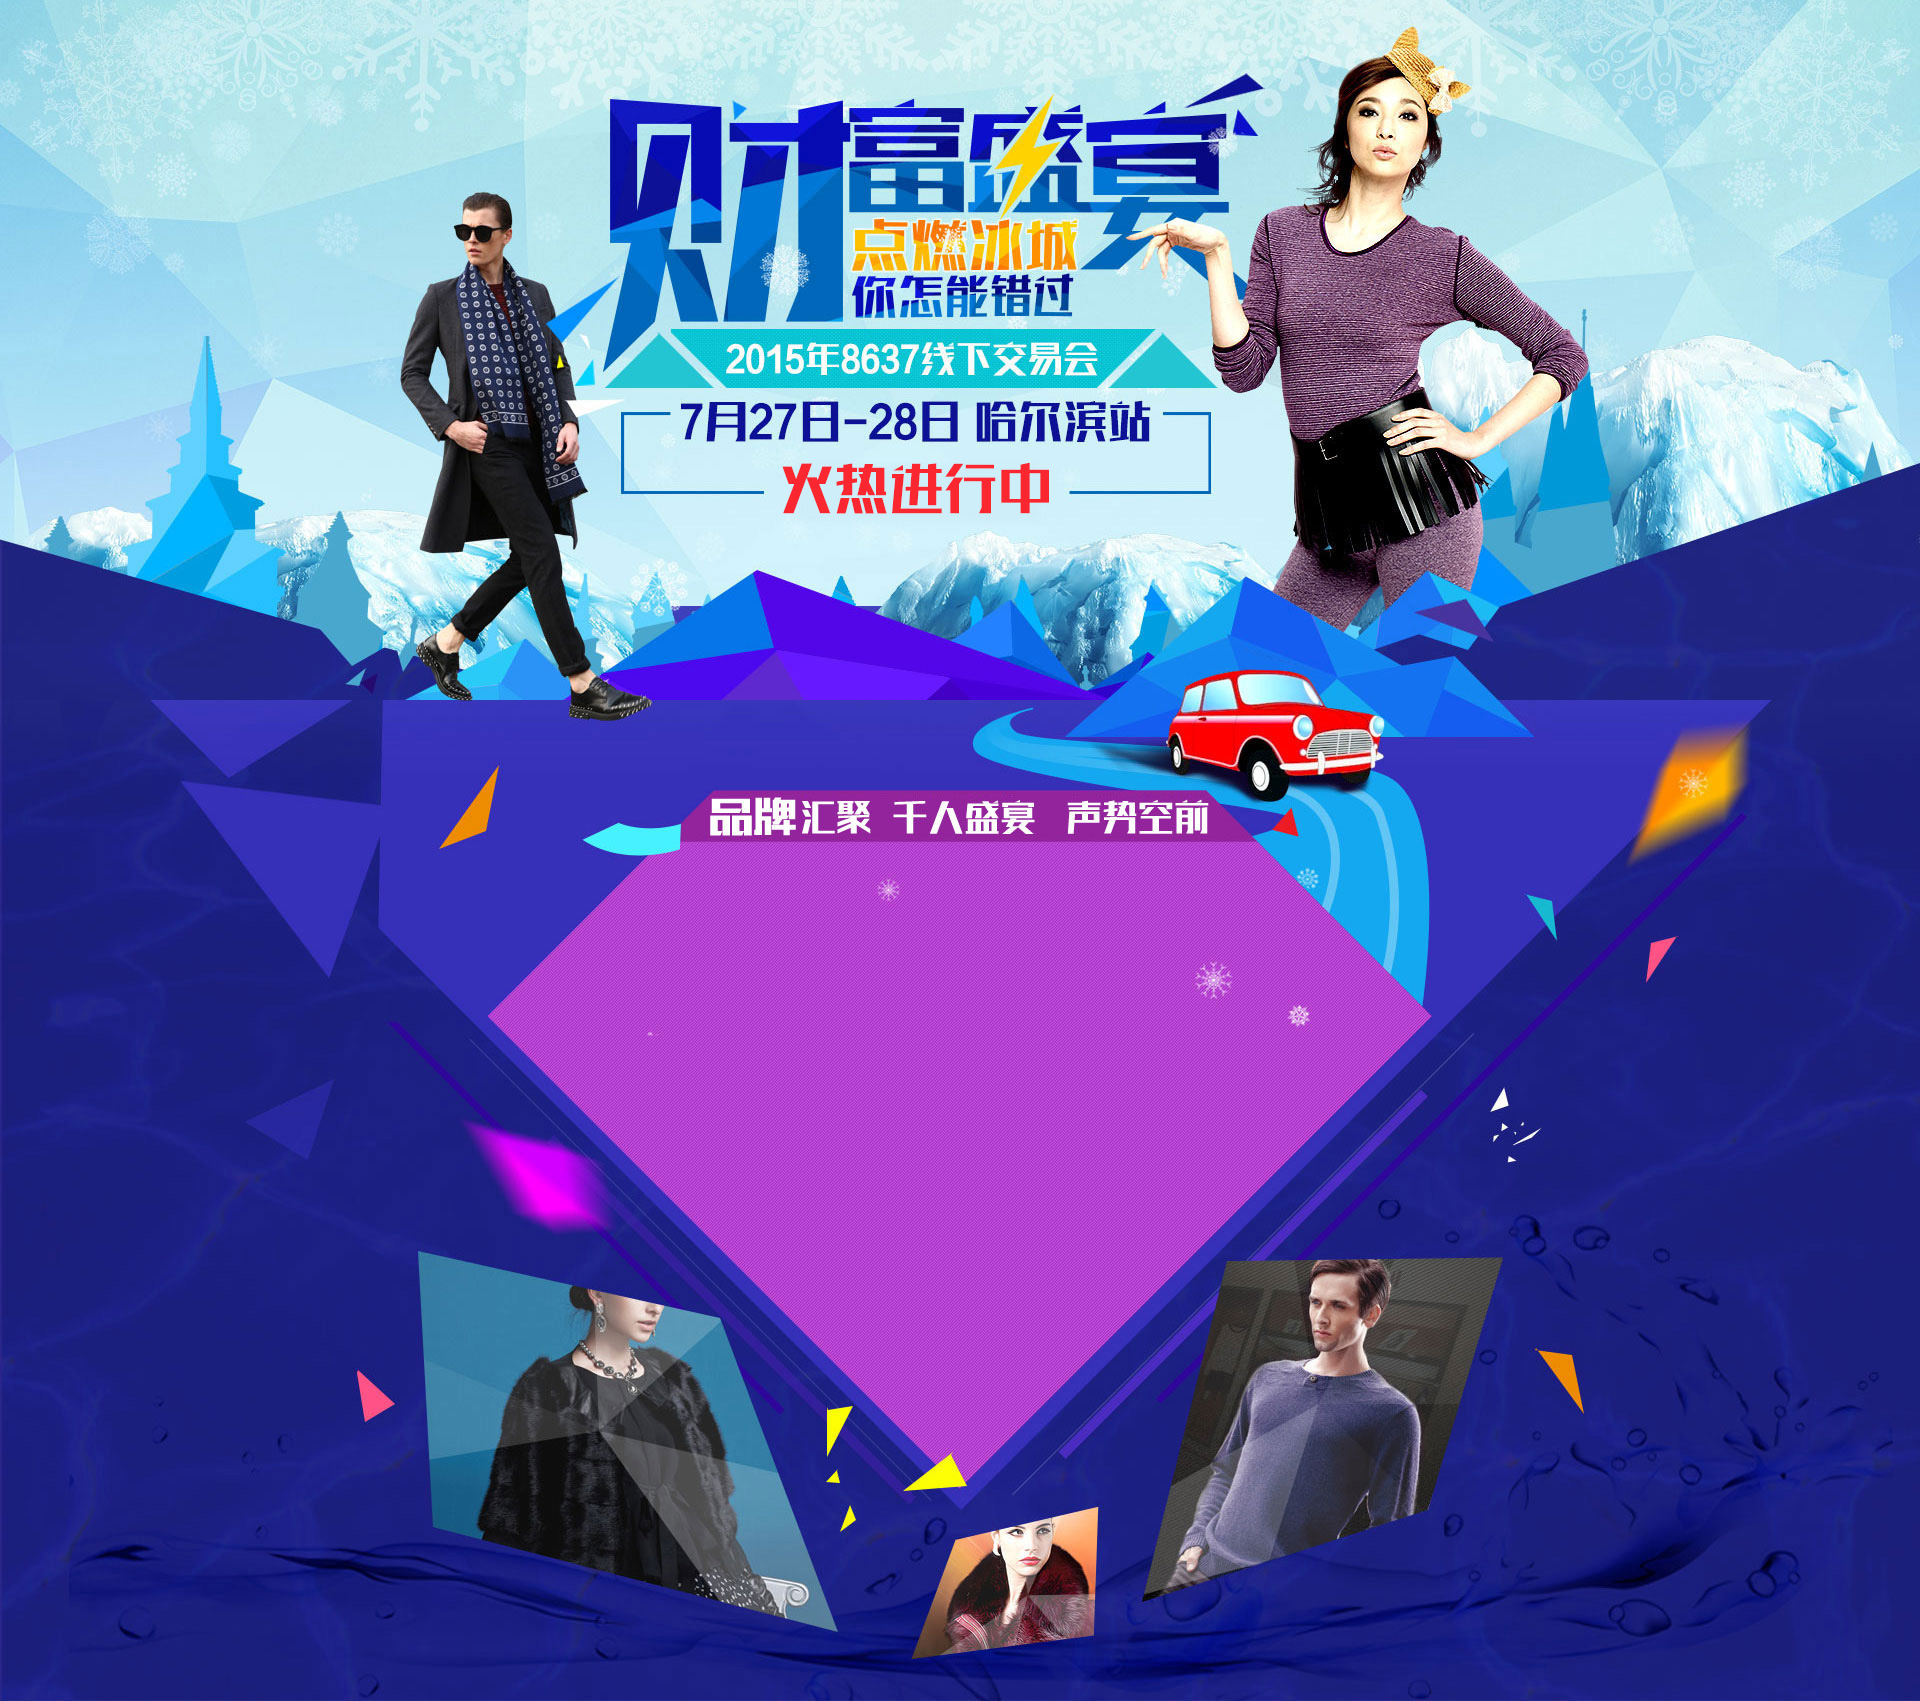 财富盛宴
点燃冰城
你怎能错过
2015年8637线下交易会
7月27日-28日 哈尔滨站
火热进行中
品牌汇聚 千人盛宴 声势空前